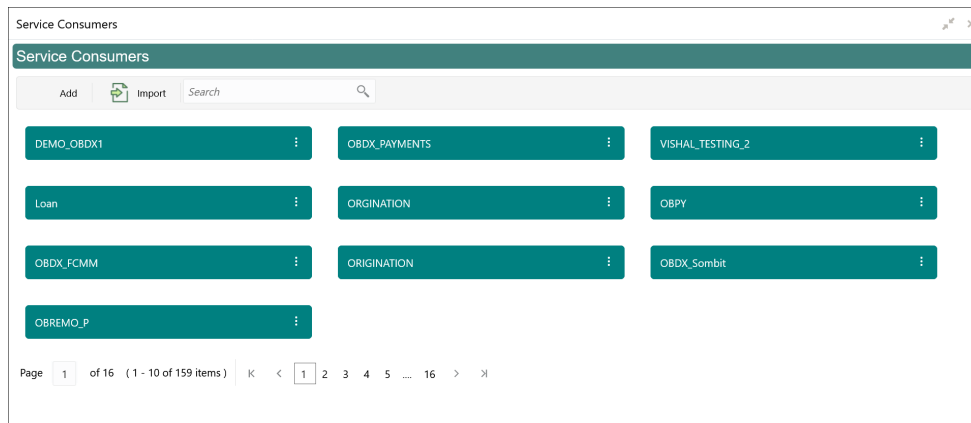 Service Consumers
Service Consumers
Add Import Search
DEMO_OBDX1 OBDX_PAYMENTS VISHAL_TESTING_2
Loan ORGINATION OBPY
OBDX_FCMM ORIGINATION OBDX_Sombit
OBREMO_P
Page 1 of 16 ( 1 - 10 of 159 items ) 1 2 3 4 5 .... 16